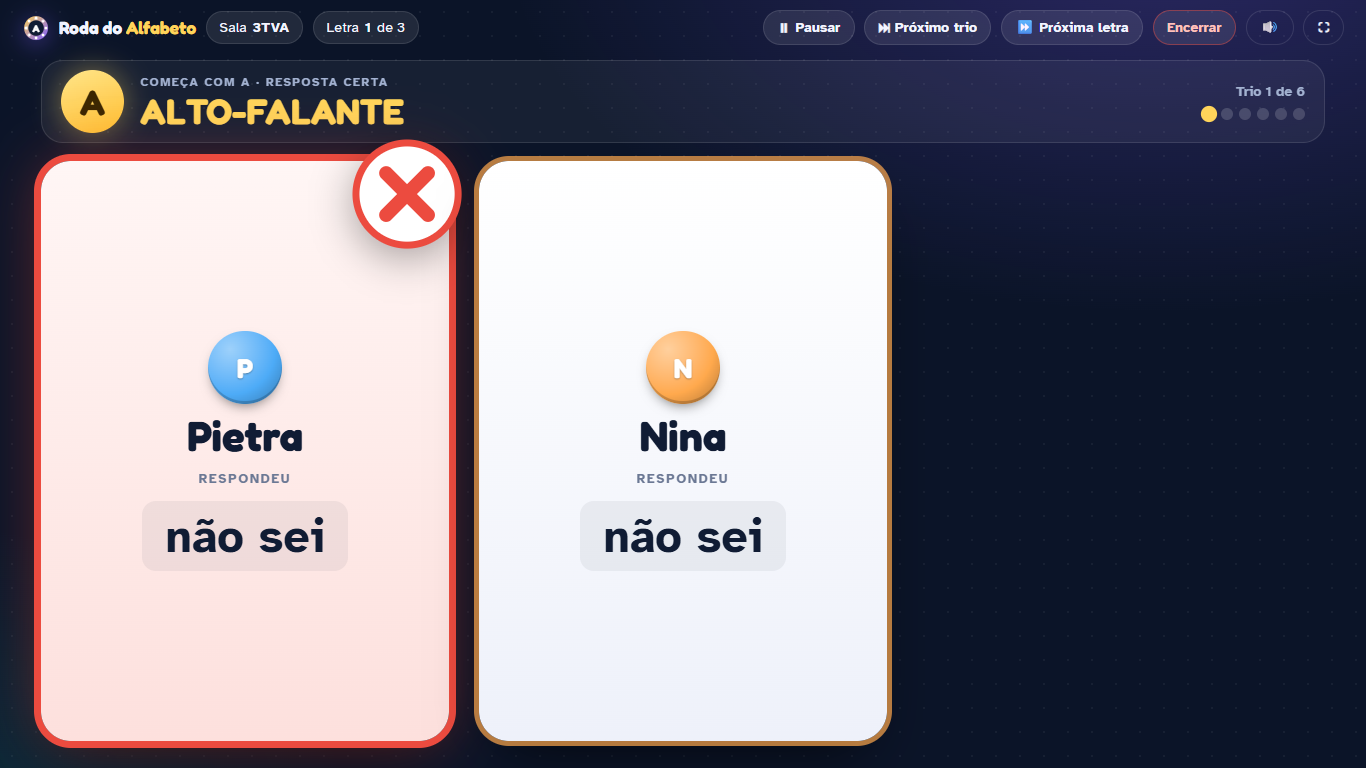 A Roda do Alfabeto Sala 3TVA Letra 1 de 3 Pausar Próximo trio Próxima letra Encerrar
A COMEÇA COM A · RESPOSTA CERTA
ALTO-FALANTE
Trio 1 de 6
P
Pietra
RESPONDEU
não sei
N
Nina
RESPONDEU
não sei